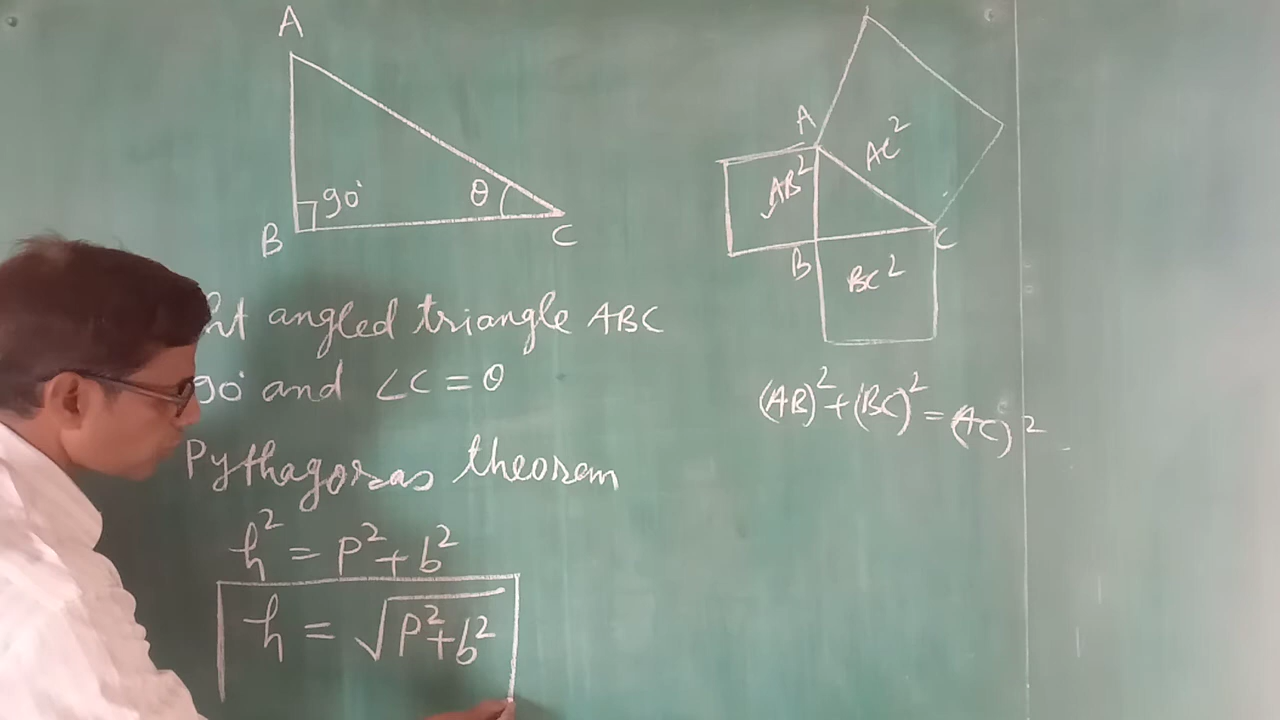 A
90°
θ
B
C
ht angled triangle ABC
90° and ∠C = θ
Pythagoras theorem
h² = p² + b²
h = √p² + b²
A
AB²
AC²
B
C
BC²
(AB)² + (BC)² = (AC)²